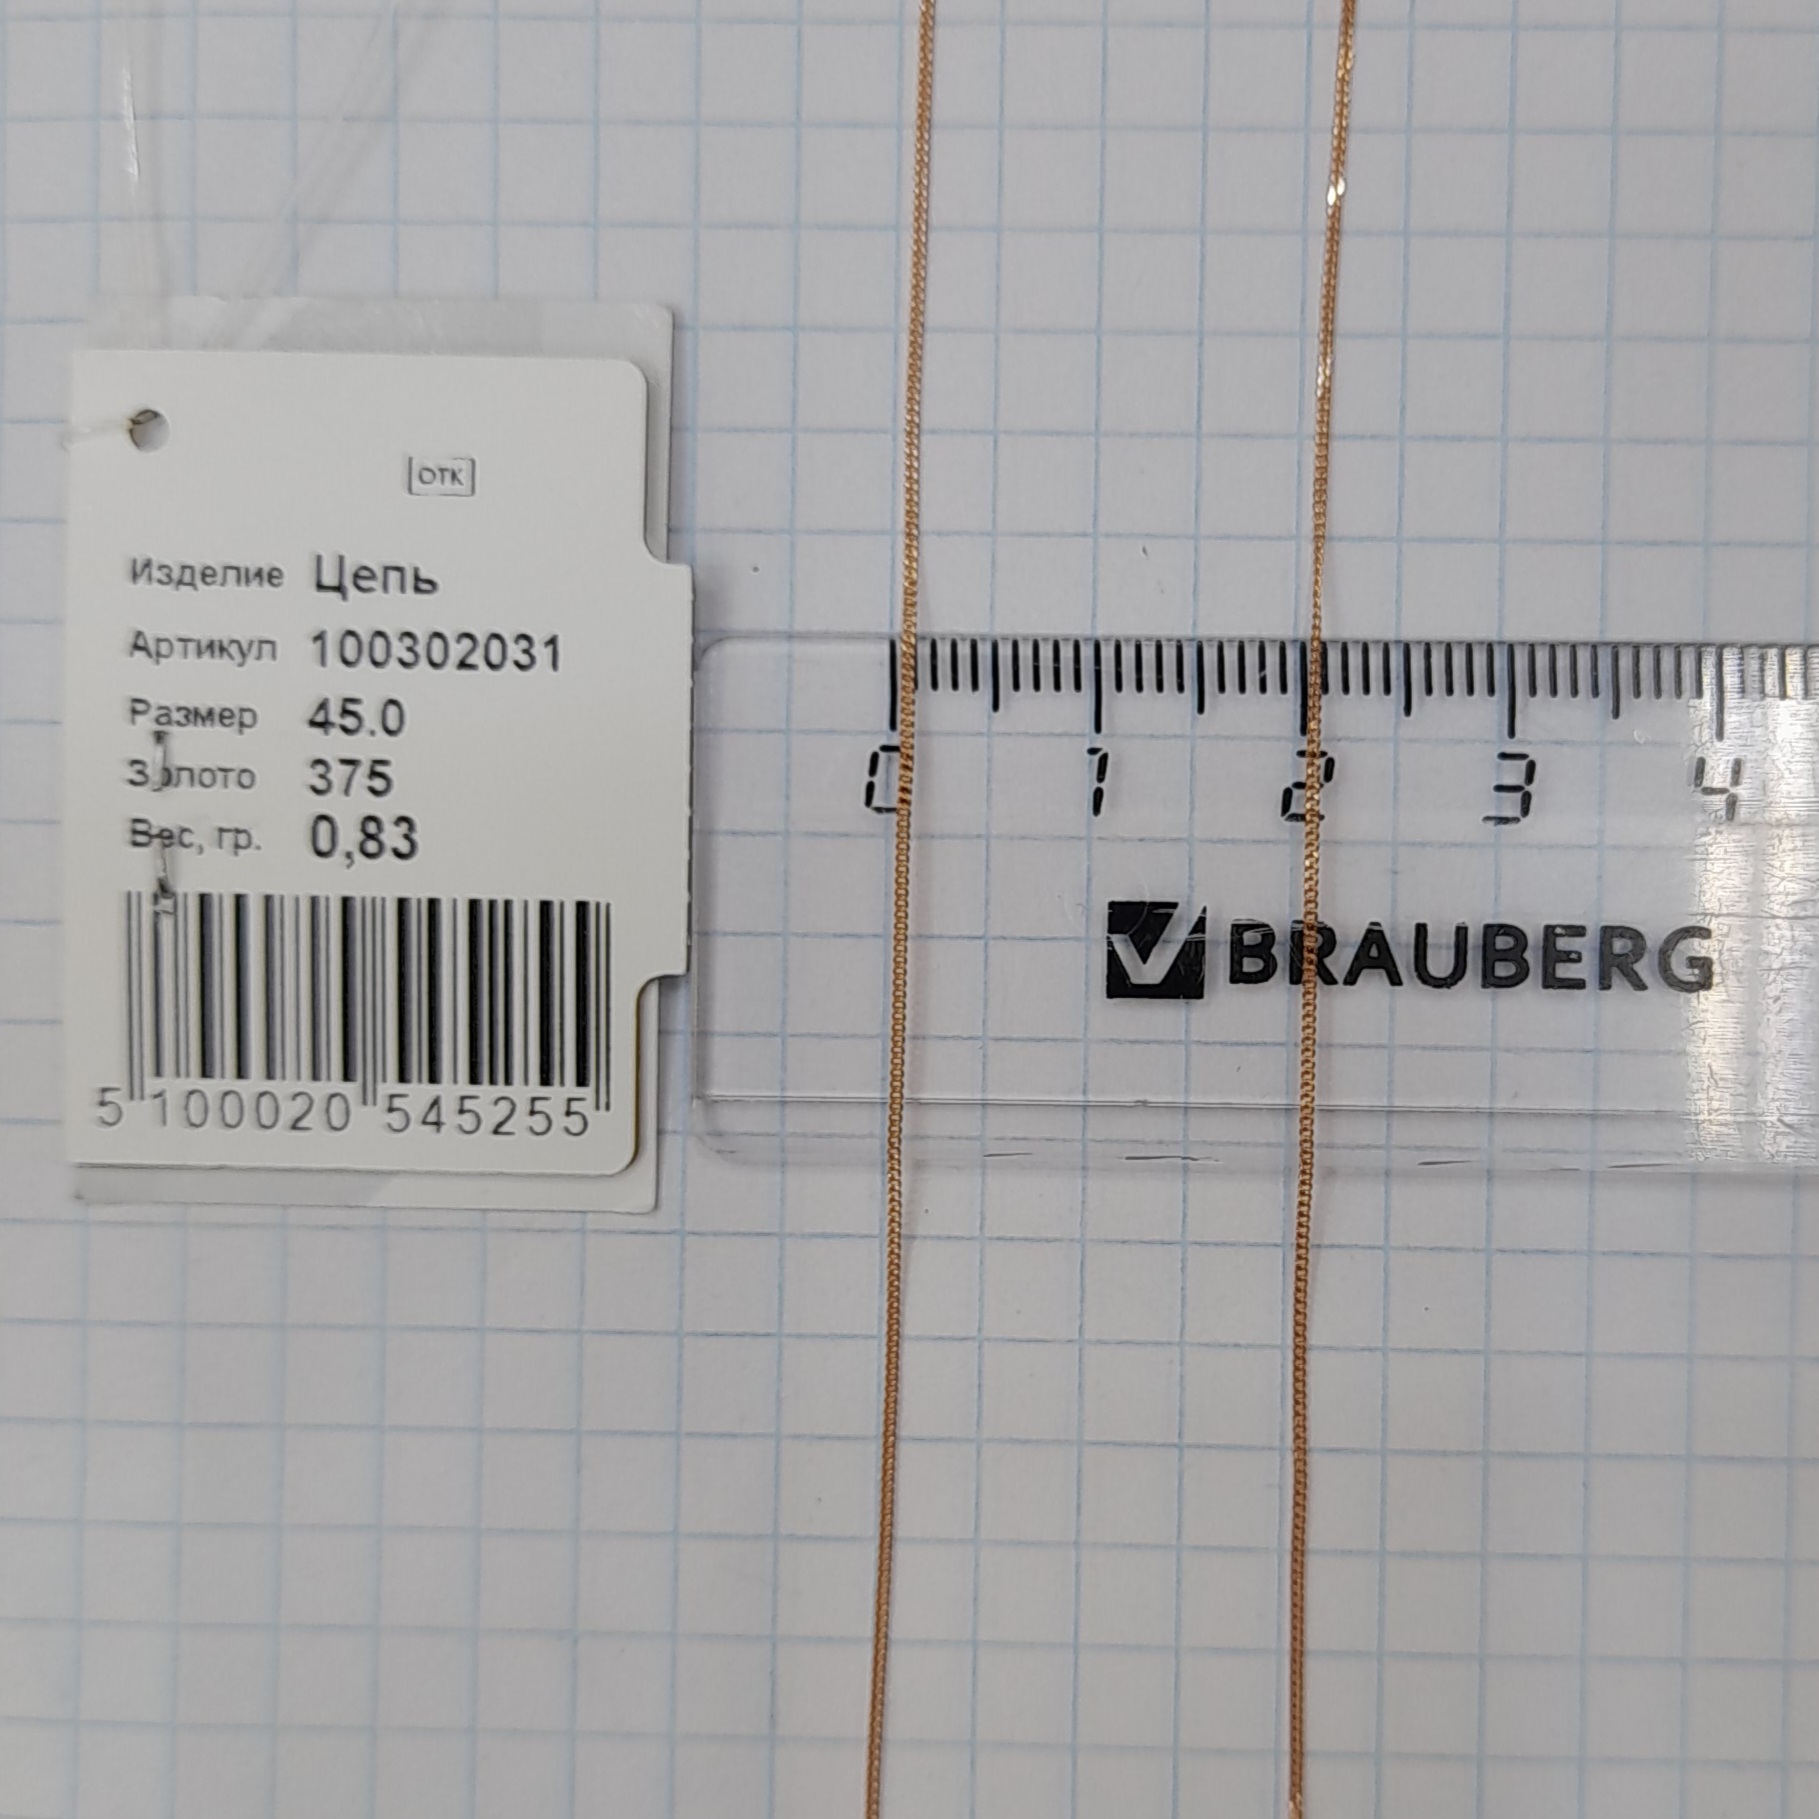 ОТК
Изделие Цепь
Артикул 100302031
Размер 45.0
Золото 375
Вес, гр. 0,83
5 100020 545255
0 1 2 3 4
BRAUBERG